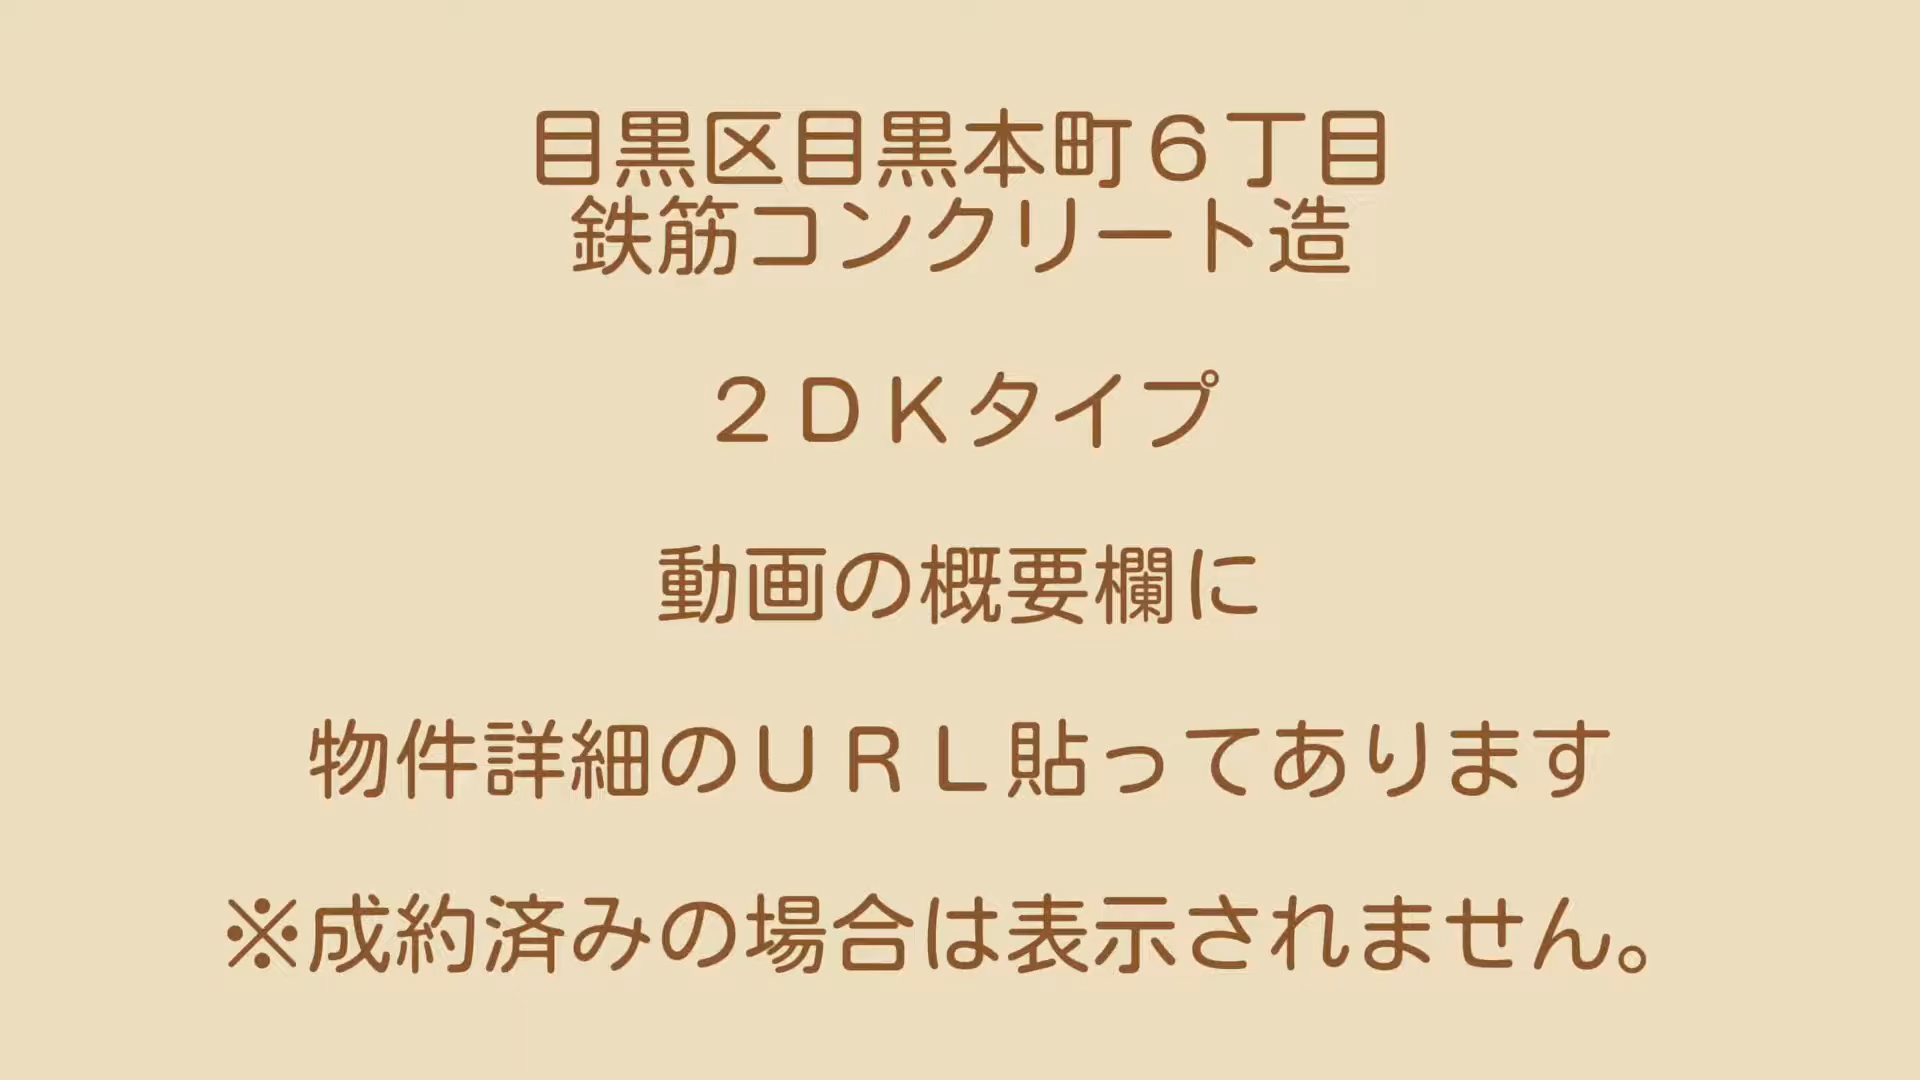 目黒区目黒本町６丁目
鉄筋コンクリート造
２ＤＫタイプ
動画の概要欄に
物件詳細のＵＲＬ貼ってあります
※成約済みの場合は表示されません。